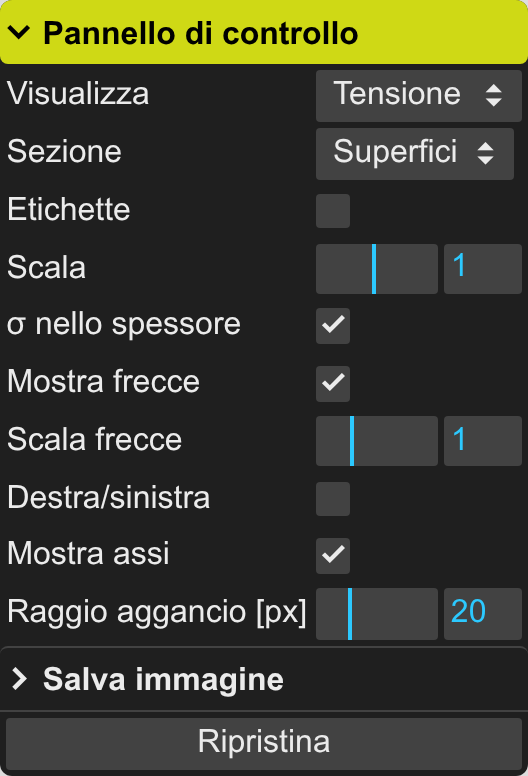 Pannello di controllo
Visualizza Tensione
Sezione Superfici
Etichette
Scala 1
σ nello spessore
Mostra frecce
Scala frecce 1
Destra/sinistra
Mostra assi
Raggio aggancio [px] 20
Salva immagine
Ripristina